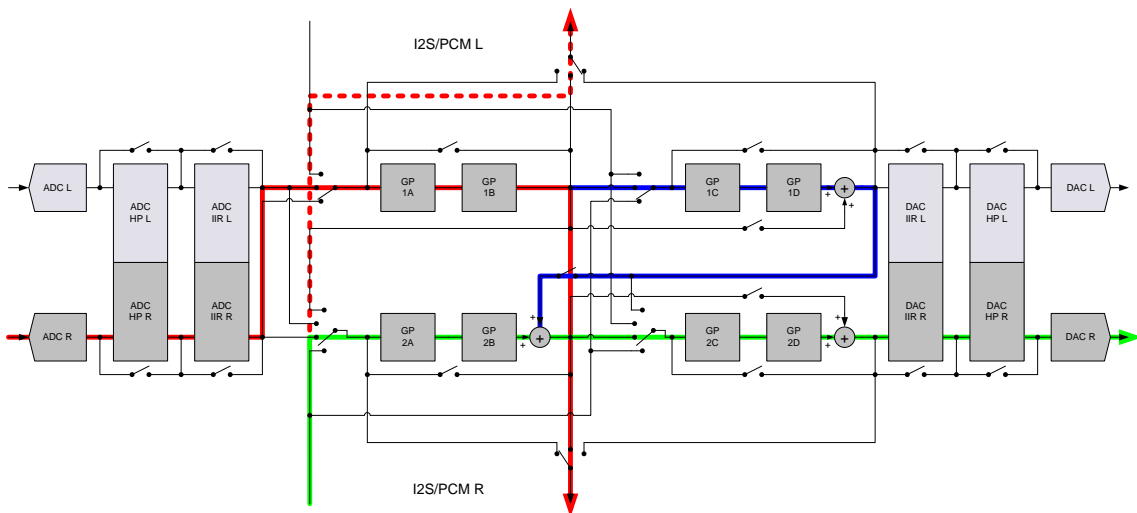 I2S/PCM L
ADC L
ADC
HP L
ADC
IIR L
GP
1A
GP
1B
GP
1C
GP
1D
+
+
+
DAC
IIR L
DAC
HP L
DAC L
ADC R
ADC
HP R
ADC
IIR R
GP
2A
GP
2B
+
+
+
GP
2C
GP
2D
+
+
+
DAC
IIR R
DAC
HP R
DAC R
I2S/PCM R